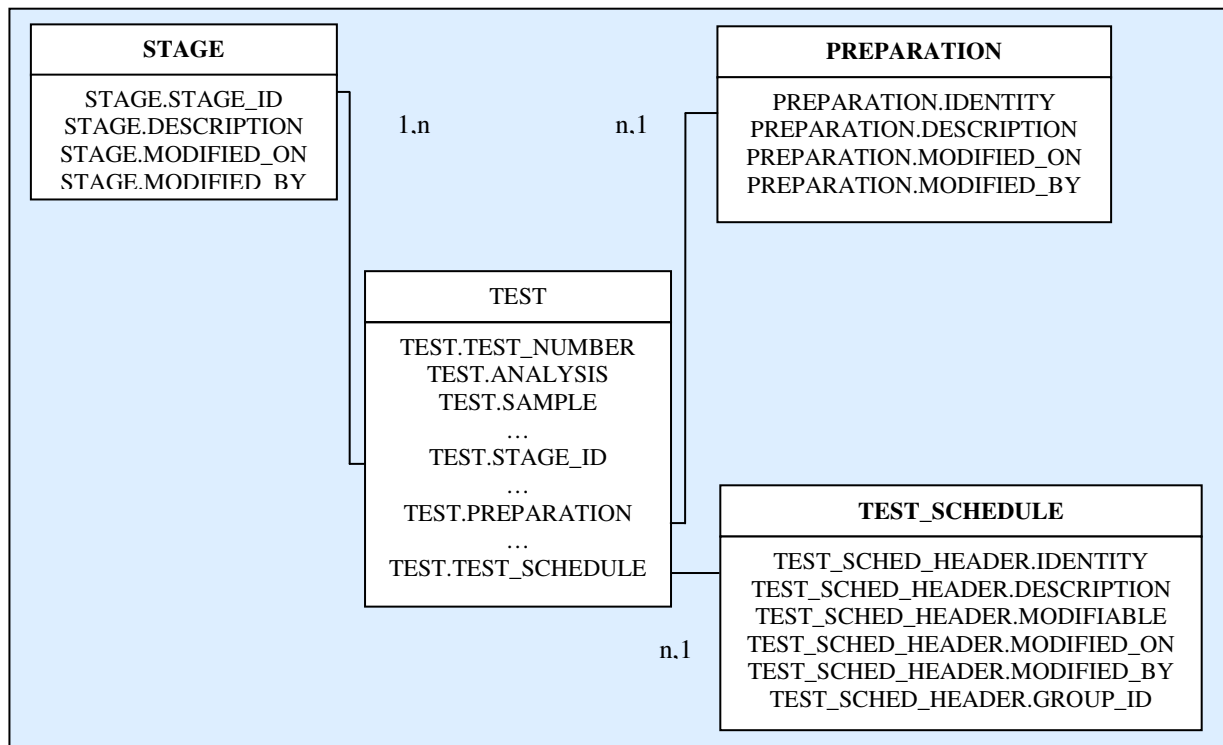 STAGE
STAGE.STAGE_ID
STAGE.DESCRIPTION
STAGE.MODIFIED_ON
STAGE.MODIFIED_BY
1,n
n,1
PREPARATION
PREPARATION.IDENTITY
PREPARATION.DESCRIPTION
PREPARATION.MODIFIED_ON
PREPARATION.MODIFIED_BY
TEST
TEST.TEST_NUMBER
TEST.ANALYSIS
TEST.SAMPLE
…
TEST.STAGE_ID
…
TEST.PREPARATION
…
TEST.TEST_SCHEDULE
n,1
TEST_SCHEDULE
TEST_SCHED_HEADER.IDENTITY
TEST_SCHED_HEADER.DESCRIPTION
TEST_SCHED_HEADER.MODIFIABLE
TEST_SCHED_HEADER.MODIFIED_ON
TEST_SCHED_HEADER.MODIFIED_BY
TEST_SCHED_HEADER.GROUP_ID